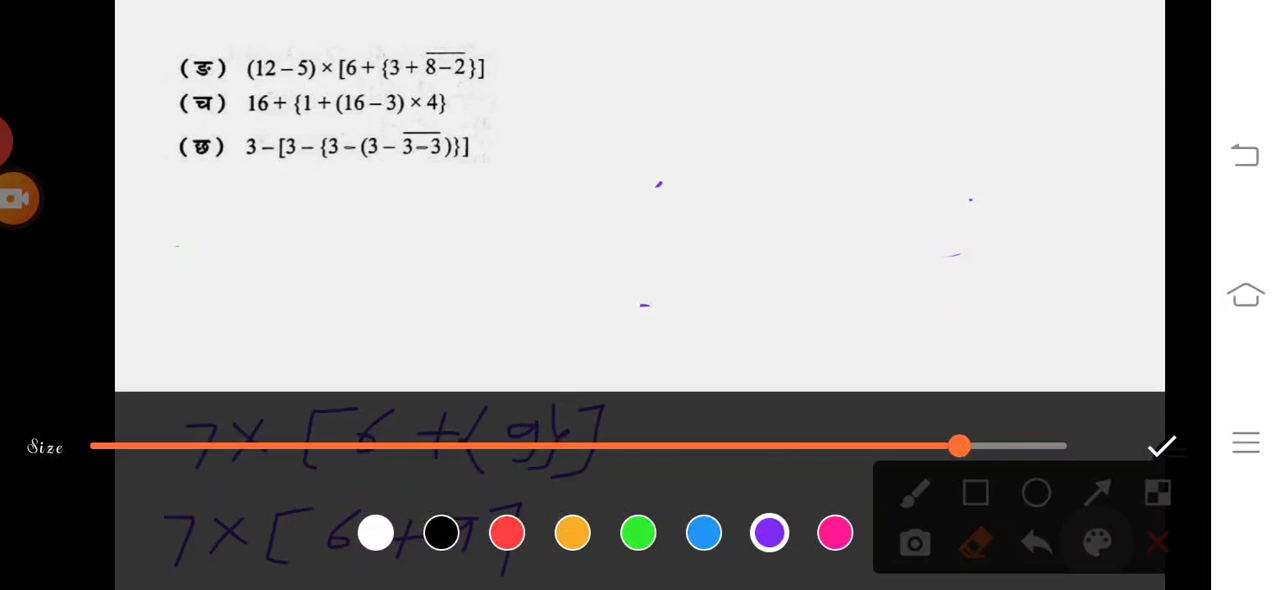 (ङ) (12 – 5) × [6 + {3 + 8̅ ̅–̅ ̅2̅}]
(च) 16 + {1 + (16 – 3) × 4}
(छ) 3 – [3 – {3 – (3 – 3̅ ̅–̅ ̅3̅)}]
7 × [ 6 + { 9 } ]
Size
7 × [ 6 + 9 ]